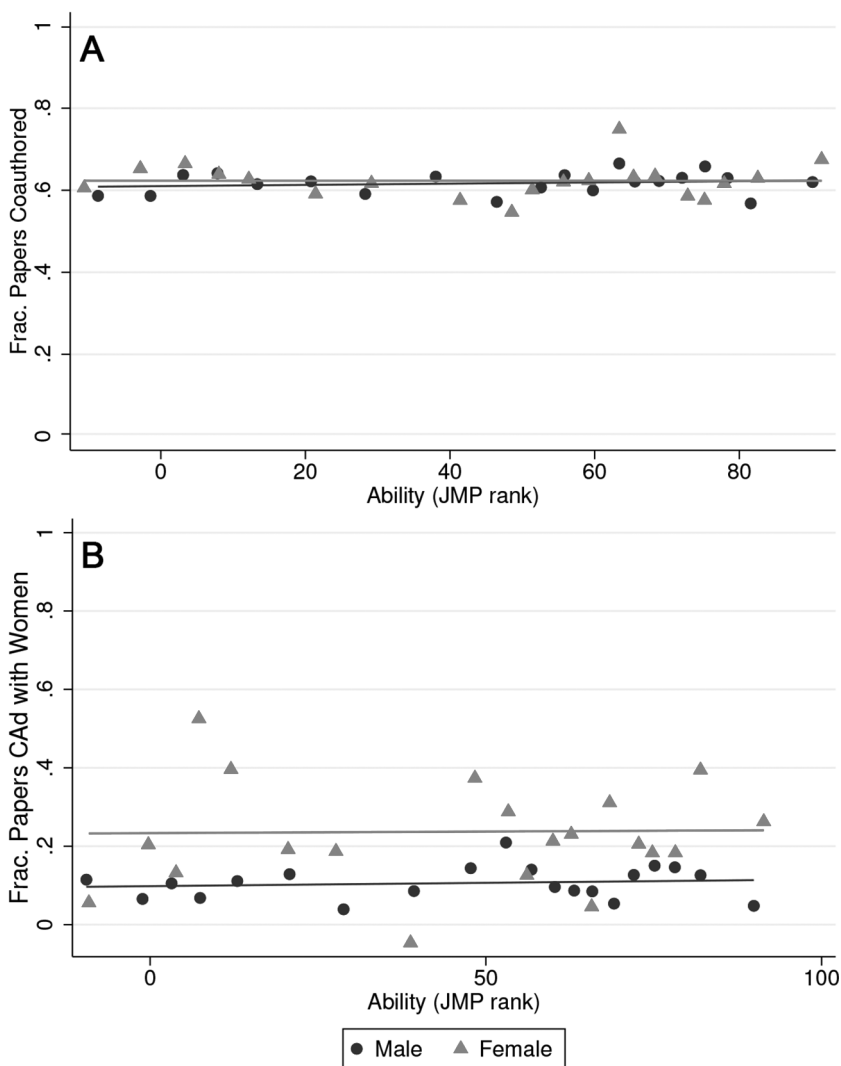 A
1
.8
.6
.4
.2
0
Frac. Papers Coauthored
0 20 40 60 80
Ability (JMP rank)
B
1
.8
.6
.4
.2
0
Frac. Papers CAd with Women
0 50 100
Ability (JMP rank)
Male Female